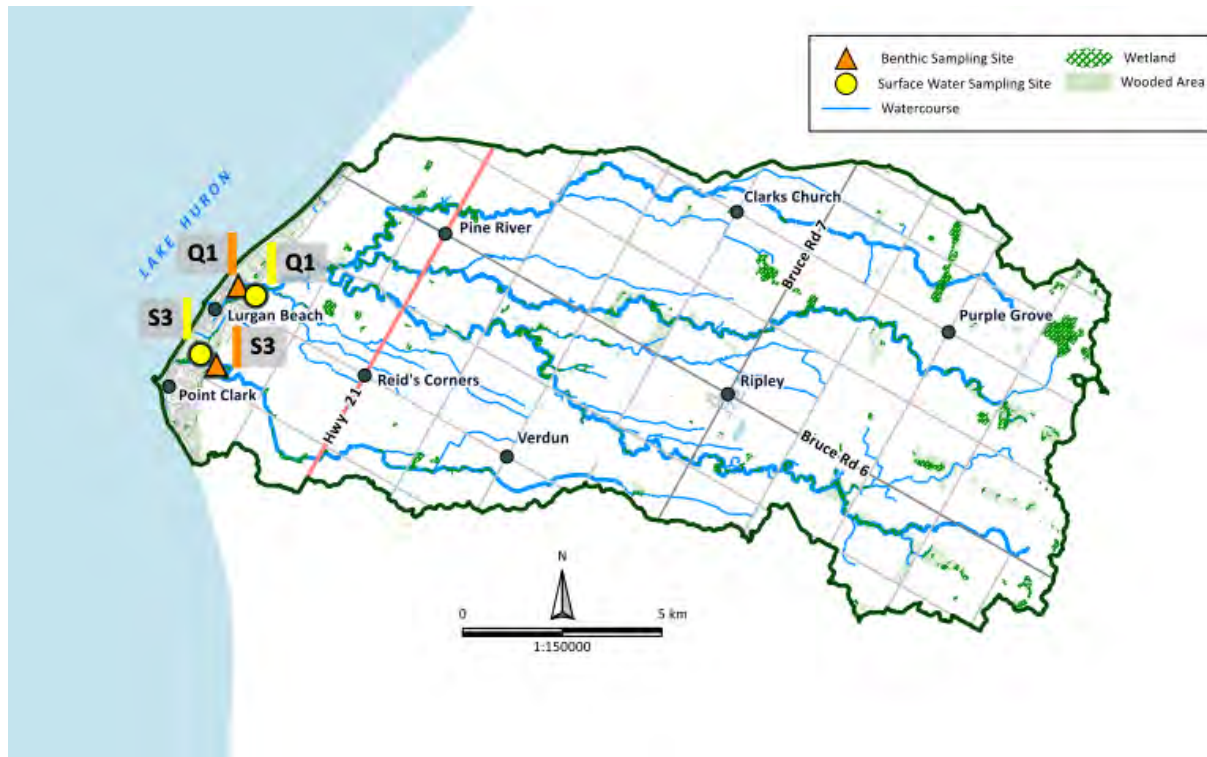 Benthic Sampling Site
Wetland
Surface Water Sampling Site
Wooded Area
Watercourse
LAKE HURON
Clarks Church
Bruce Rd 7
Pine River
Q1
Q1
S3
Lurgan Beach
S3
Purple Grove
Point Clark
Reid's Corners
Ripley
Hwy 21
Verdun
Bruce Rd 6
N
0
5 km
1:150000